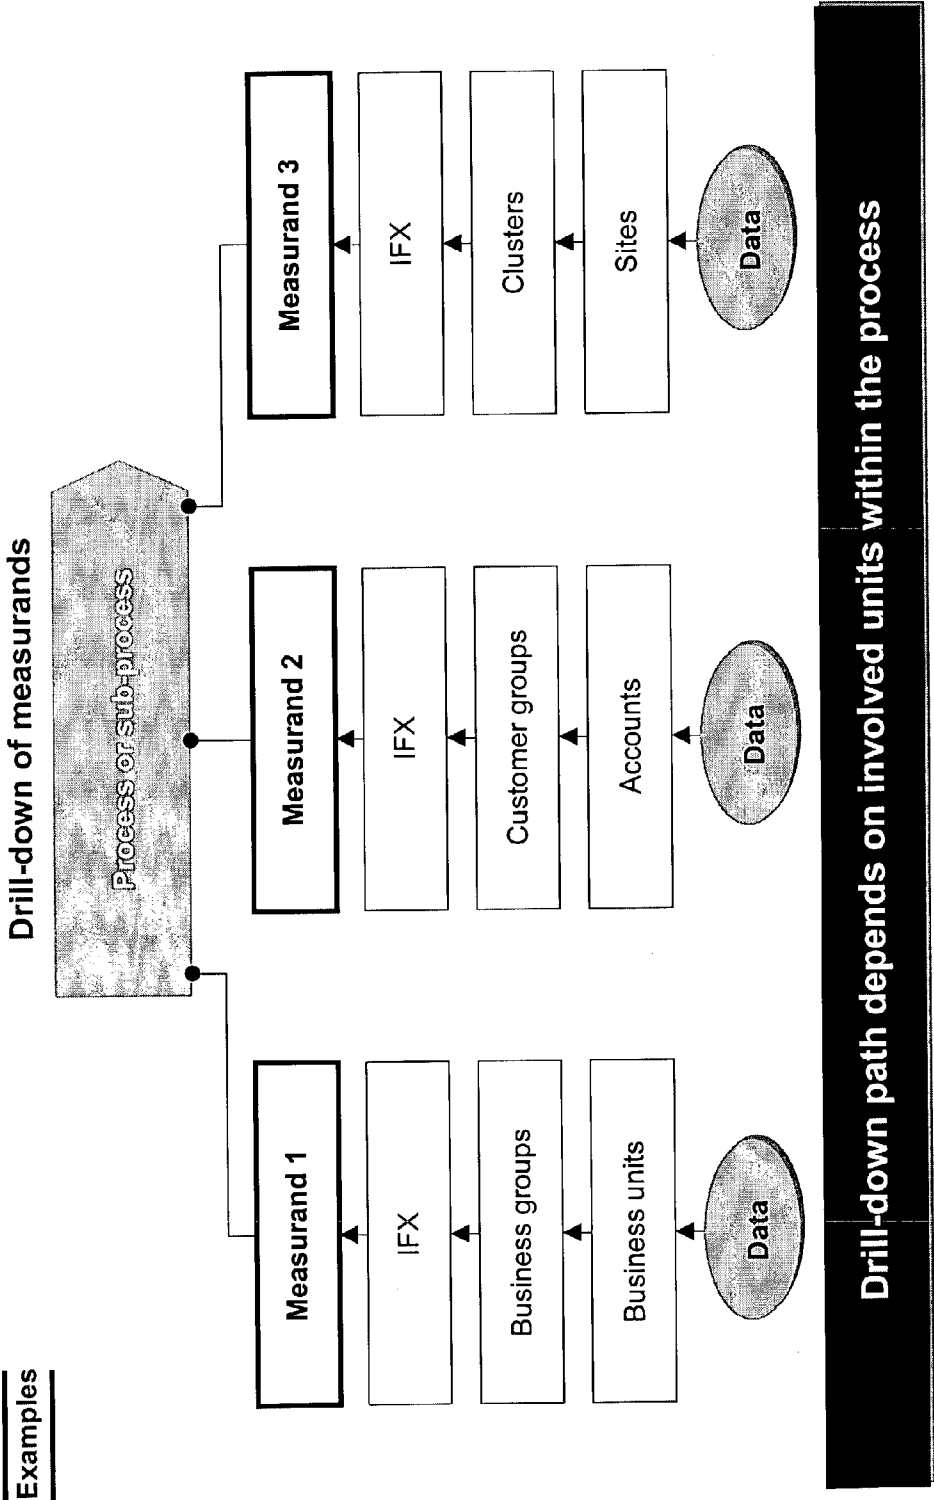 Examples
Drill-down of measurands
Process or sub-process
Measurand 1
IFX
Business groups
Business units
Data
Measurand 2
IFX
Customer groups
Accounts
Data
Measurand 3
IFX
Clusters
Sites
Data
Drill-down path depends on involved units within the process